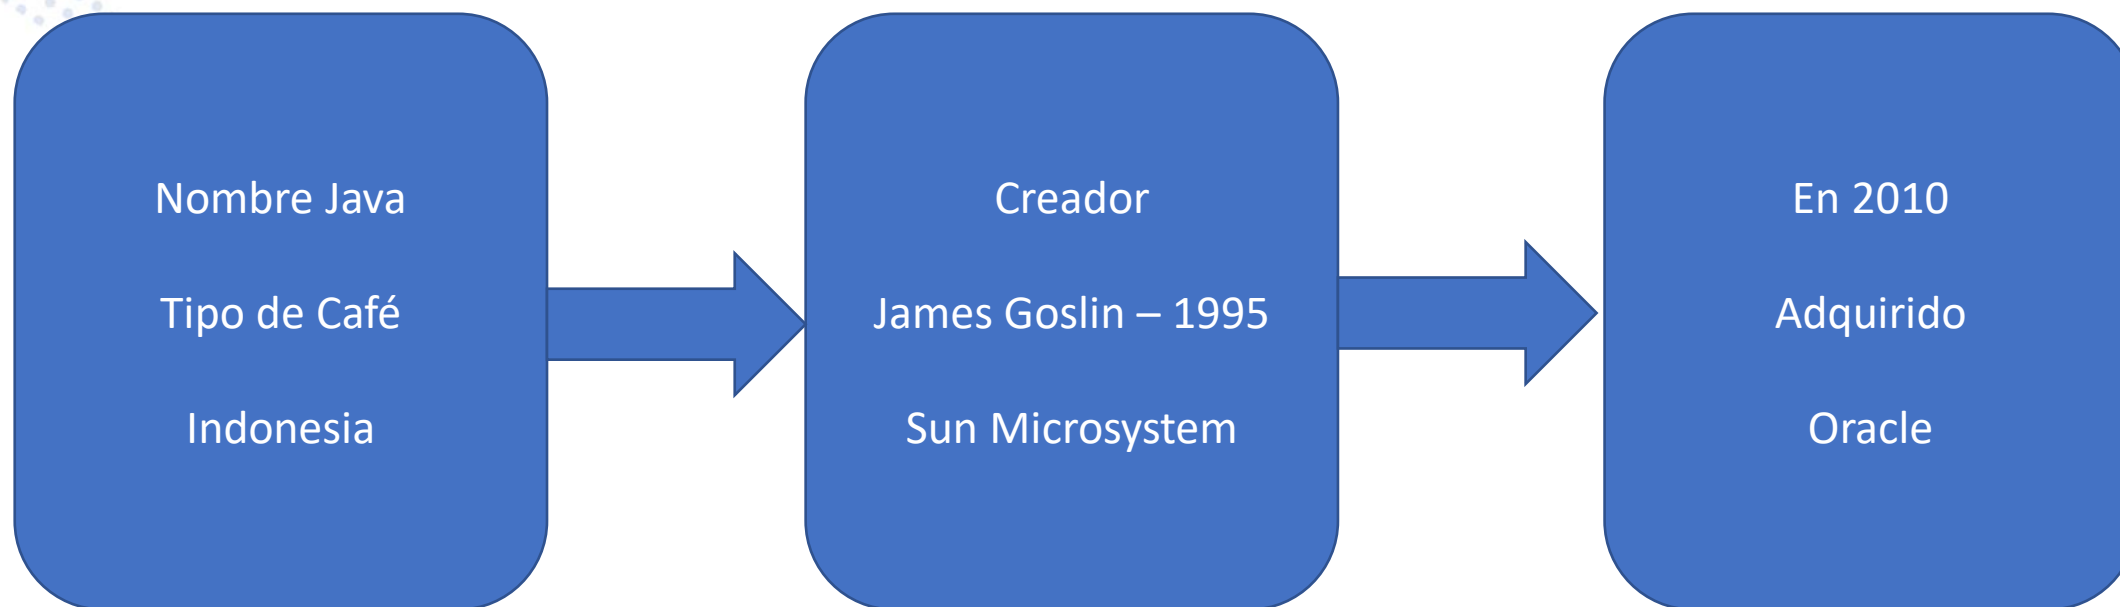 Nombre Java
Tipo de Café
Indonesia
Creador
James Goslin – 1995
Sun Microsystem
En 2010
Adquirido
Oracle